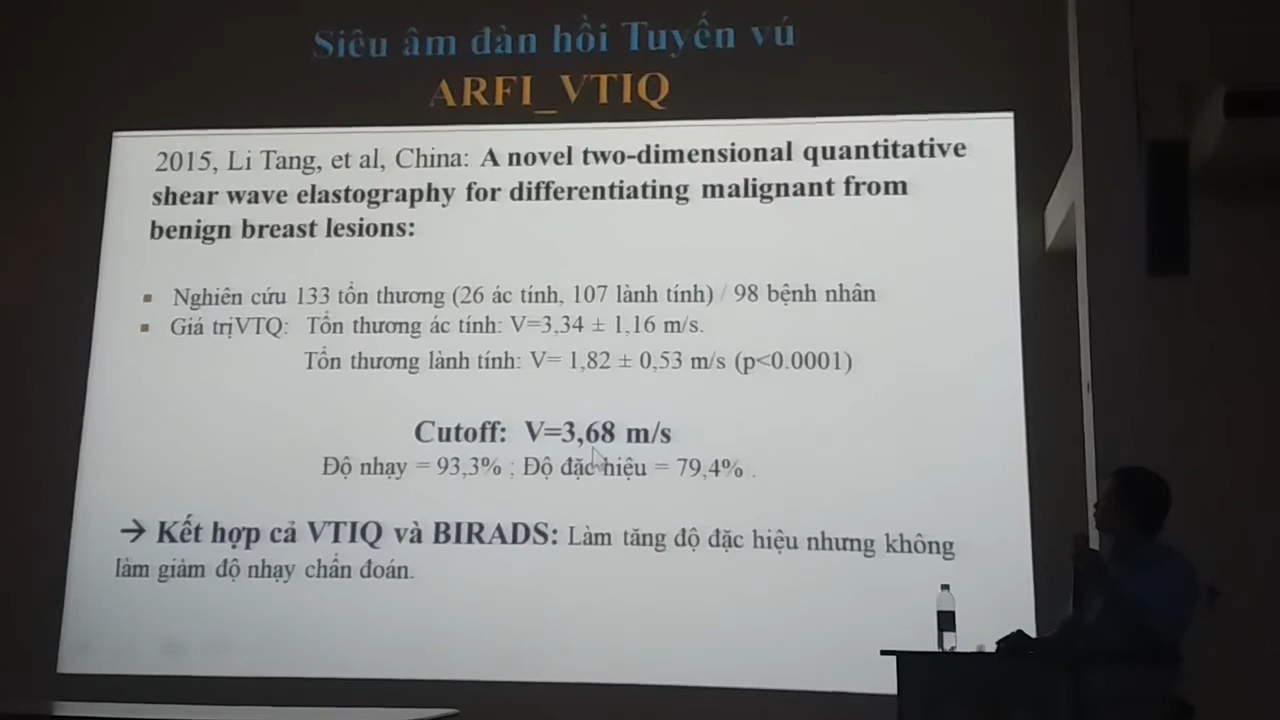 Siêu âm đàn hồi Tuyến vú
ARFI_VTIQ
2015, Li Tang, et al, China: A novel two-dimensional quantitative
shear wave elastography for differentiating malignant from
benign breast lesions:
▪ Nghiên cứu 133 tổn thương (26 ác tính, 107 lành tính) / 98 bệnh nhân
▪ Giá trịVTQ: Tổn thương ác tính: V=3,34 ± 1,16 m/s.
Tổn thương lành tính: V= 1,82 ± 0,53 m/s (p<0.0001)
Cutoff: V=3,68 m/s
Độ nhạy = 93,3% ; Độ đặc hiệu = 79,4% .
→ Kết hợp cả VTIQ và BIRADS: Làm tăng độ đặc hiệu nhưng không
làm giảm độ nhạy chẩn đoán.